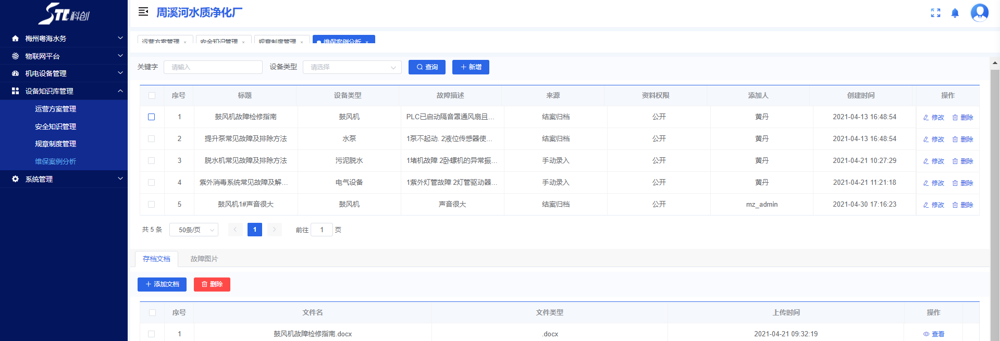 STC科创
周溪河水质净化厂
梅州粤海水务
物联网平台
机电设备管理
设备知识库管理
运营方案管理
安全知识管理
规章制度管理
维保案例分析
系统管理
运营方案管理 × 安全知识管理 × 规章制度管理 × 维保案例分析 ×
关键字 请输入 设备类型 请选择 查询 新增
序号 标题 设备类型 故障描述 来源 资料权限 添加人 创建时间 操作
1 鼓风机故障检修指南 鼓风机 PLC已启动隔音罩通风扇且... 结案归档 公开 黄丹 2021-04-13 16:48:54 修改 删除
2 提升泵常见故障及排除方法 水泵 1泵不起动. 2液位传感器使... 结案归档 公开 黄丹 2021-04-13 16:48:54 修改 删除
3 脱水机常见故障及排除方法 污泥脱水 1堵机故障 2卧螺机的异常振... 手动录入 公开 黄丹 2021-04-21 10:27:29 修改 删除
4 紫外消毒系统常见故障及解... 电气设备 1紫外灯管故障 2灯管驱动器... 手动录入 公开 黄丹 2021-04-21 11:21:18 修改 删除
5 鼓风机1#声音很大 鼓风机 声音很大 结案归档 公开 mz_admin 2021-04-30 17:16:23 修改 删除
共 5 条 50条/页 1 前往 1 页
存档文档 故障图片
添加文档 删除
序号 文件名 文件类型 上传时间 操作
1 鼓风机故障检修指南.docx .docx 2021-04-21 09:32:19 查看